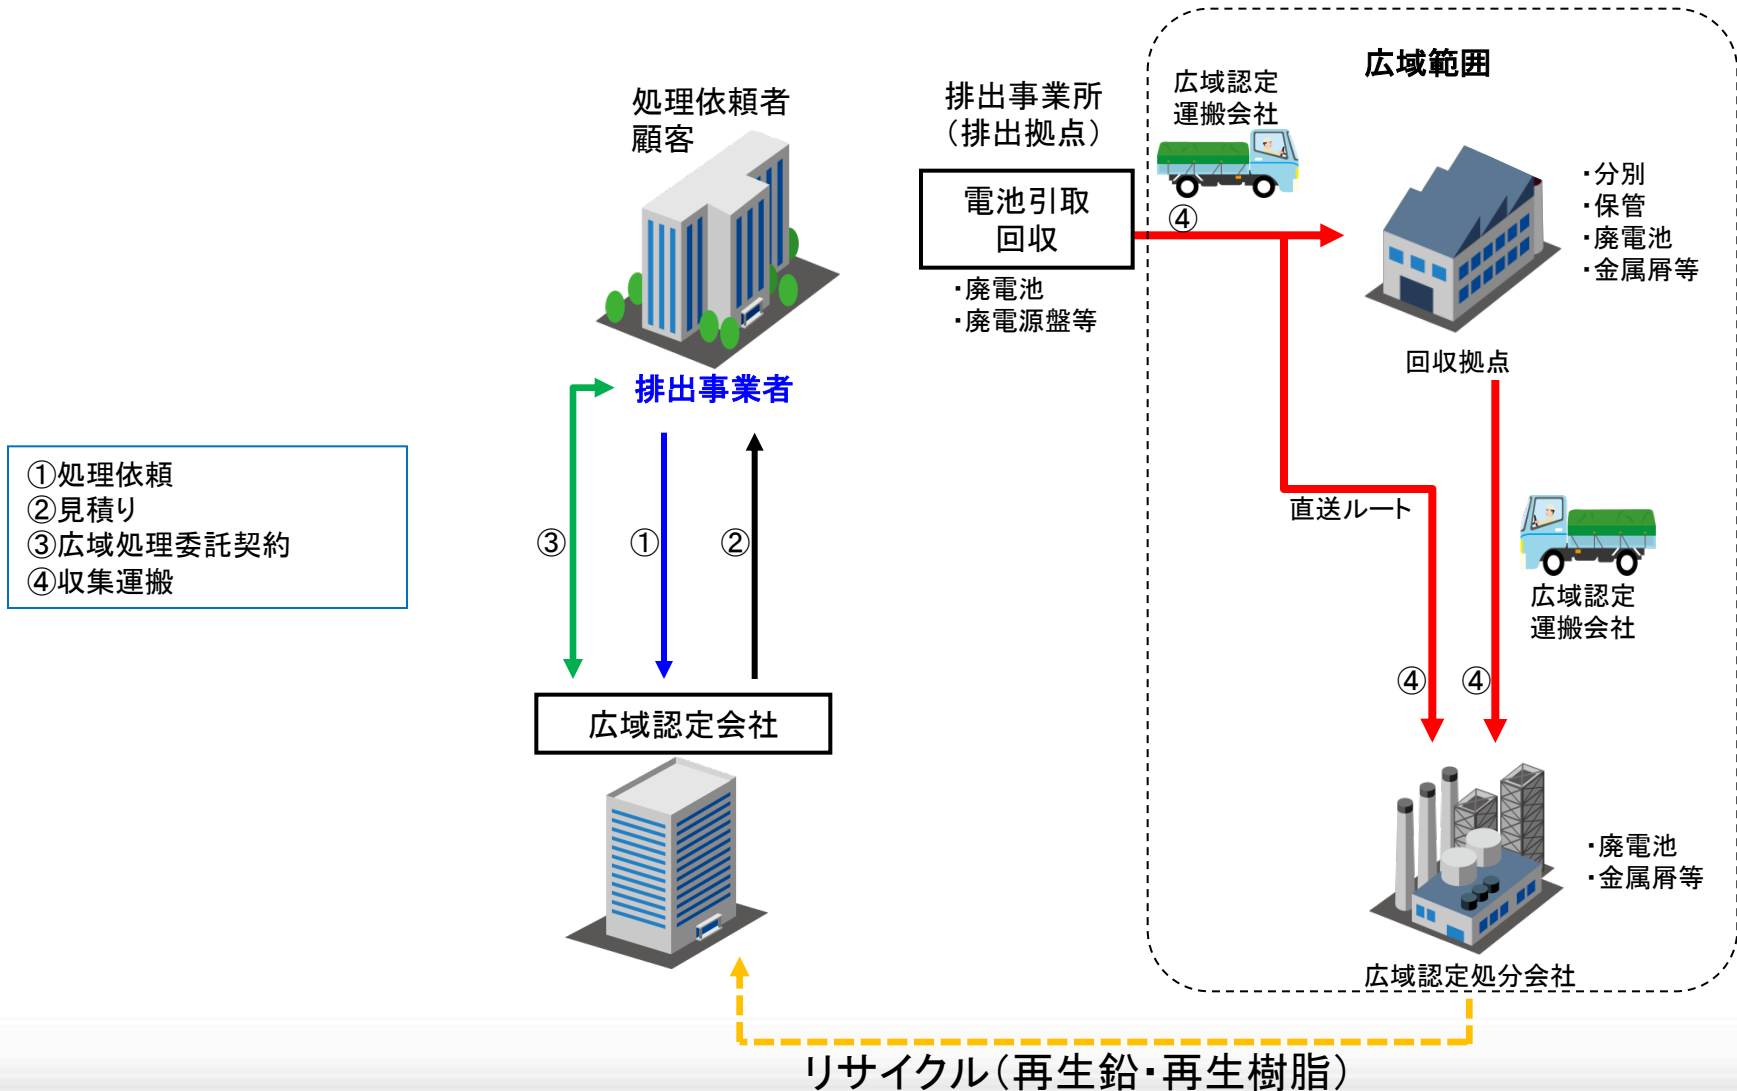 処理依頼者
顧客
排出事業者
①処理依頼
②見積り
③広域処理委託契約
④収集運搬
③
①
②
広域認定会社
排出事業所
（排出拠点）
電池引取
回収
・廃電池
・廃電源盤等
広域範囲
広域認定
運搬会社
④
・分別
・保管
・廃電池
・金属屑等
回収拠点
直送ルート
広域認定
運搬会社
④
④
・廃電池
・金属屑等
広域認定処分会社
リサイクル（再生鉛・再生樹脂）